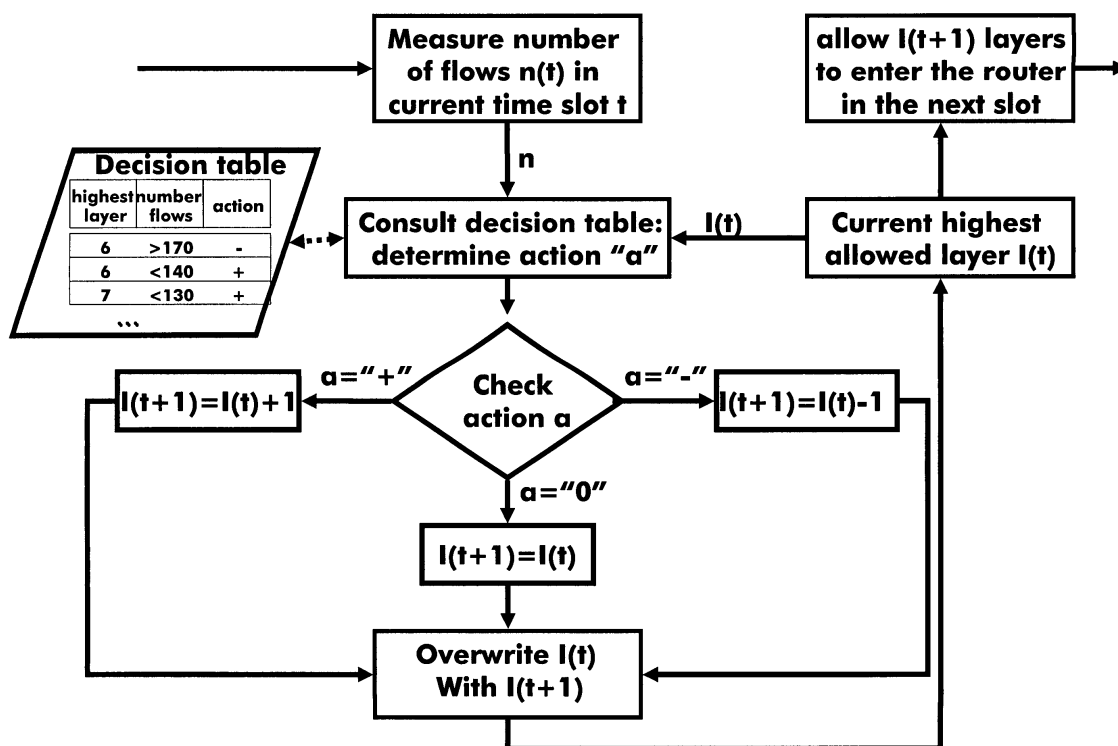 Measure number
of flows n(t) in
current time slot t
allow l(t+1) layers
to enter the router
in the next slot
n
Decision table
highest layer number flows action
6 >170 -
6 <140 +
7 <130 +
...
Consult decision table:
determine action “a”
l(t)
Current highest
allowed layer l(t)
a=“+”
Check
action a
a=“-”
l(t+1)=l(t)+1
l(t+1)=l(t)-1
a=“0”
l(t+1)=l(t)
Overwrite l(t)
With l(t+1)